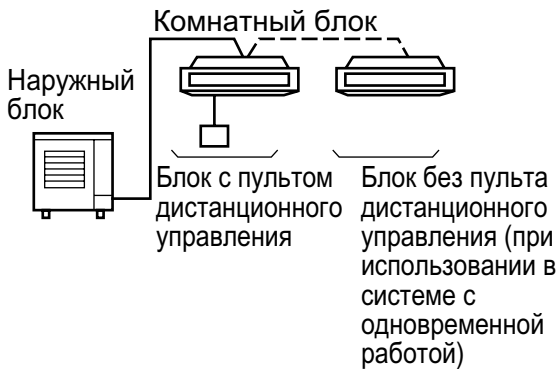 Комнатный блок
Наружный
блок
Блок с пультом
дистанционного
управления
Блок без пульта
дистанционного
управления (при
использовании в
системе с
одновременной
работой)